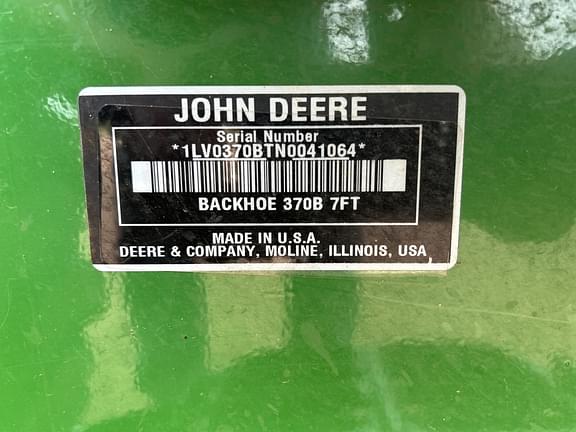 JOHN DEERE
Serial Number
*1LV0370BTN0041064*
BACKHOE 370B 7FT
MADE IN U.S.A.
DEERE & COMPANY, MOLINE, ILLINOIS, USA